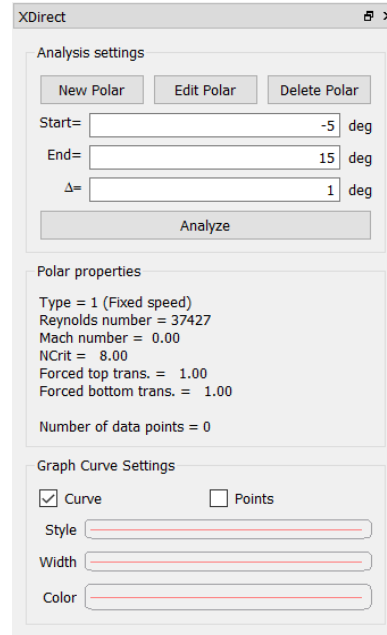 XDirect
Analysis settings
New Polar Edit Polar Delete Polar
Start= -5 deg
End= 15 deg
Δ= 1 deg
Analyze
Polar properties
Type = 1 (Fixed speed)
Reynolds number = 37427
Mach number = 0.00
NCrit = 8.00
Forced top trans. = 1.00
Forced bottom trans. = 1.00
Number of data points = 0
Graph Curve Settings
Curve Points
Style
Width
Color